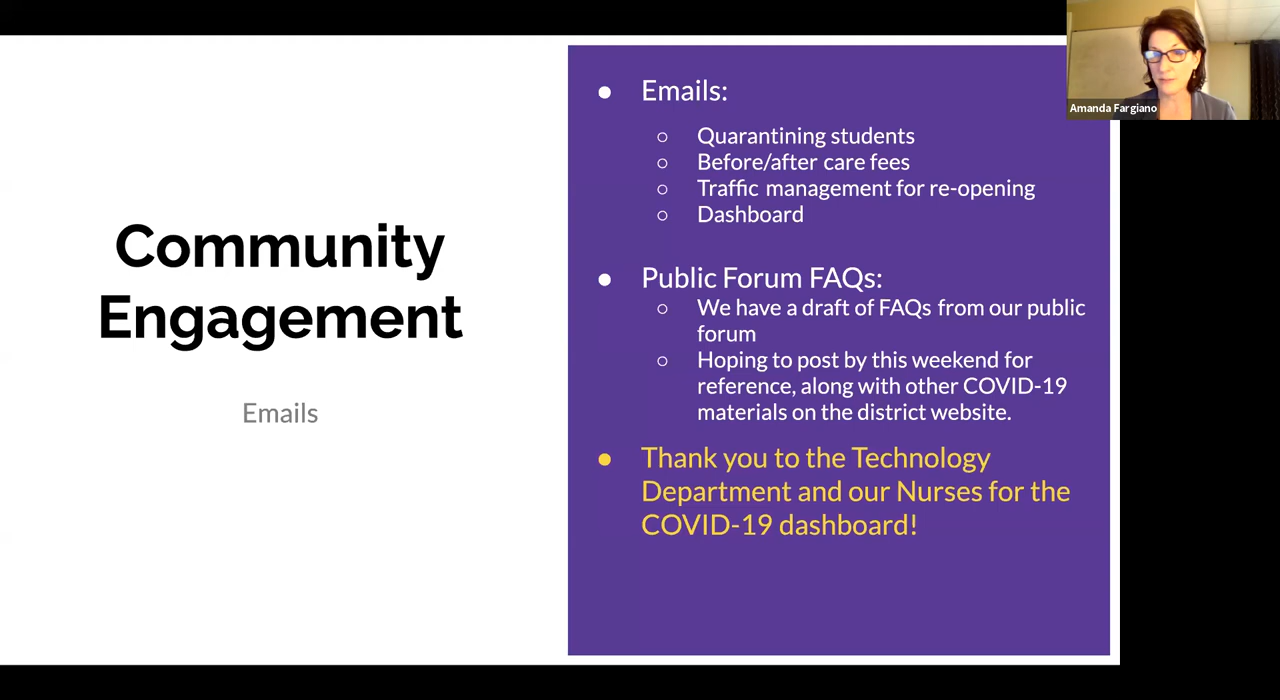 Community
Engagement
Emails
● Emails:
○ Quarantining students
○ Before/after care fees
○ Traffic management for re-opening
○ Dashboard
● Public Forum FAQs:
○ We have a draft of FAQs from our public
forum
○ Hoping to post by this weekend for
reference, along with other COVID-19
materials on the district website.
● Thank you to the Technology
Department and our Nurses for the
COVID-19 dashboard!
Amanda Fargiano